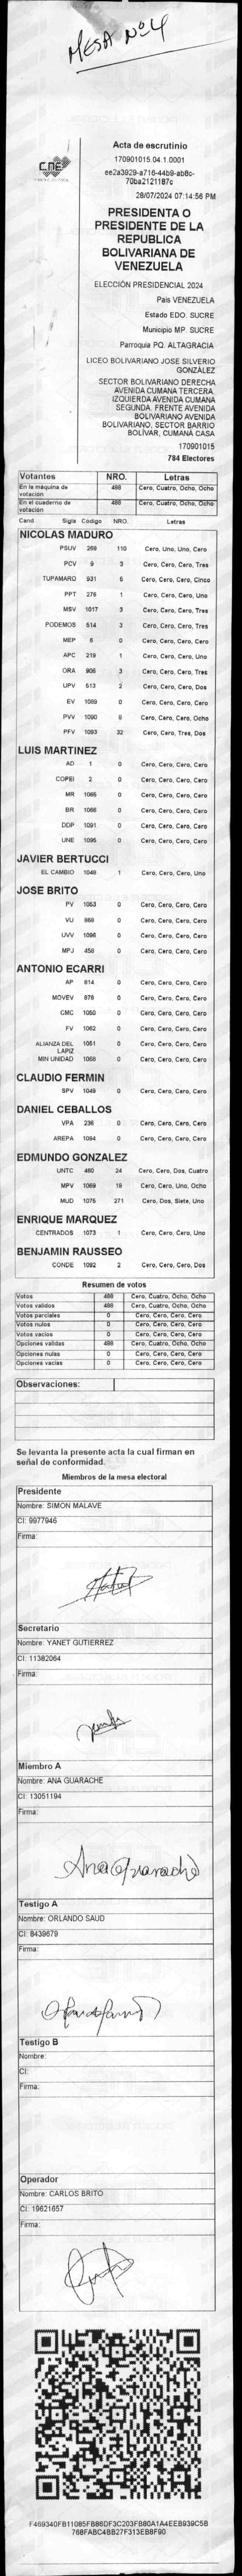 MESA Nº4
CNE
Acta de escrutinio
170901015.04.1.0001
ee2a3929-a716-44b9-ab8c-
70ba2121187c
28/07/2024 07:14:56 PM
PRESIDENTA O
PRESIDENTE DE LA
REPUBLICA
BOLIVARIANA DE
VENEZUELA
ELECCIÓN PRESIDENCIAL 2024
Pais VENEZUELA
Estado EDO. SUCRE
Municipio MP. SUCRE
Parroquia PQ. ALTAGRACIA
LICEO BOLIVARIANO JOSE SILVERIO
GONZÁLEZ
SECTOR BOLIVARIANO DERECHA
AVENIDA CUMANÁ TERCERA.
IZQUIERDA AVENIDA CUMANÁ
SEGUNDA. FRENTE AVENIDA
BOLIVARIANO AVENIDA
BOLIVARIANO, SECTOR BARRIO
BOLÍVAR, CUMANÁ CASA
170901015
784 Electores
Votantes NRO. Letras
En la máquina de votación 488 Cero, Cuatro, Ocho, Ocho
En el cuaderno de votación 488 Cero, Cuatro, Ocho, Ocho
Cand Sigla Codigo NRO. Letras
NICOLAS MADURO
PSUV 269 110 Cero, Uno, Uno, Cero
PCV 9 3 Cero, Cero, Cero, Tres
TUPAMARO 931 5 Cero, Cero, Cero, Cinco
PPT 276 1 Cero, Cero, Cero, Uno
MSV 1017 3 Cero, Cero, Cero, Tres
PODEMOS 514 3 Cero, Cero, Cero, Tres
MEP 6 0 Cero, Cero, Cero, Cero
APC 219 1 Cero, Cero, Cero, Uno
ORA 906 3 Cero, Cero, Cero, Tres
UPV 513 2 Cero, Cero, Cero, Dos
EV 1089 0 Cero, Cero, Cero, Cero
PVV 1090 8 Cero, Cero, Cero, Ocho
PFV 1093 32 Cero, Cero, Tres, Dos
LUIS MARTINEZ
AD 1 0 Cero, Cero, Cero, Cero
COPEI 2 0 Cero, Cero, Cero, Cero
MR 1065 0 Cero, Cero, Cero, Cero
BR 1066 0 Cero, Cero, Cero, Cero
DDP 1091 0 Cero, Cero, Cero, Cero
UNE 1095 0 Cero, Cero, Cero, Cero
JAVIER BERTUCCI
EL CAMBIO 1048 1 Cero, Cero, Cero, Uno
JOSE BRITO
PV 1053 0 Cero, Cero, Cero, Cero
VU 868 0 Cero, Cero, Cero, Cero
UVV 1096 0 Cero, Cero, Cero, Cero
MPJ 458 0 Cero, Cero, Cero, Cero
ANTONIO ECARRI
AP 814 0 Cero, Cero, Cero, Cero
MOVEV 878 0 Cero, Cero, Cero, Cero
CMC 1050 0 Cero, Cero, Cero, Cero
FV 1062 0 Cero, Cero, Cero, Cero
ALIANZA DEL LAPIZ 1051 0 Cero, Cero, Cero, Cero
MIN UNIDAD 1068 0 Cero, Cero, Cero, Cero
CLAUDIO FERMIN
SPV 1049 0 Cero, Cero, Cero, Cero
DANIEL CEBALLOS
VPA 236 0 Cero, Cero, Cero, Cero
AREPA 1094 0 Cero, Cero, Cero, Cero
EDMUNDO GONZALEZ
UNTC 460 24 Cero, Cero, Dos, Cuatro
MPV 1069 18 Cero, Cero, Uno, Ocho
MUD 1075 271 Cero, Dos, Siete, Uno
ENRIQUE MARQUEZ
CENTRADOS 1073 1 Cero, Cero, Cero, Uno
BENJAMIN RAUSSEO
CONDE 1092 2 Cero, Cero, Cero, Dos
Resumen de votos
Votos 488 Cero, Cuatro, Ocho, Ocho
Votos validos 488 Cero, Cuatro, Ocho, Ocho
Votos parciales 0 Cero, Cero, Cero, Cero
Votos nulos 0 Cero, Cero, Cero, Cero
Votos vacios 0 Cero, Cero, Cero, Cero
Opciones validas 488 Cero, Cuatro, Ocho, Ocho
Opciones nulas 0 Cero, Cero, Cero, Cero
Opciones vacias 0 Cero, Cero, Cero, Cero
Observaciones:
Se levanta la presente acta la cual firman en
señal de conformidad.
Miembros de la mesa electoral
Presidente
Nombre: SIMON MALAVE
CI: 9977946
Firma:
Secretario
Nombre: YANET GUTIERREZ
CI: 11382064
Firma:
Miembro A
Nombre: ANA GUARACHE
CI: 13051194
Firma:
Ana Guarache
Testigo A
Nombre: ORLANDO SAUD
CI: 8439679
Firma:
Testigo B
Nombre:
CI:
Firma:
Operador
Nombre: CARLOS BRITO
CI: 19621657
Firma:
F469340FB11085FB86DF3C203FB80A1A4EEB939C5B
768FABC4BB27F313EB8F90